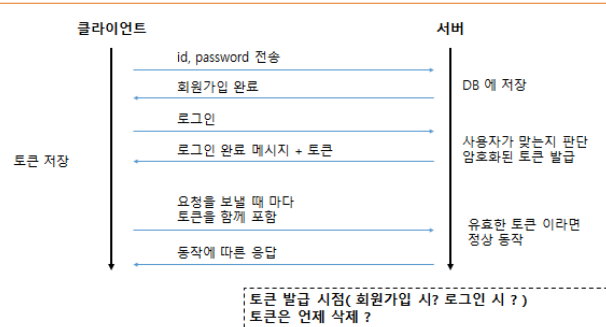 클라이언트
서버
id, password 전송
DB 에 저장
회원가입 완료
로그인
사용자가 맞는지 판단
암호화된 토큰 발급
로그인 완료 메시지 + 토큰
토큰 저장
요청을 보낼 때 마다
토큰을 함께 포함
유효한 토큰 이라면
정상 동작
동작에 따른 응답
토큰 발급 시점( 회원가입 시? 로그인 시 ? )
토큰은 언제 삭제 ?